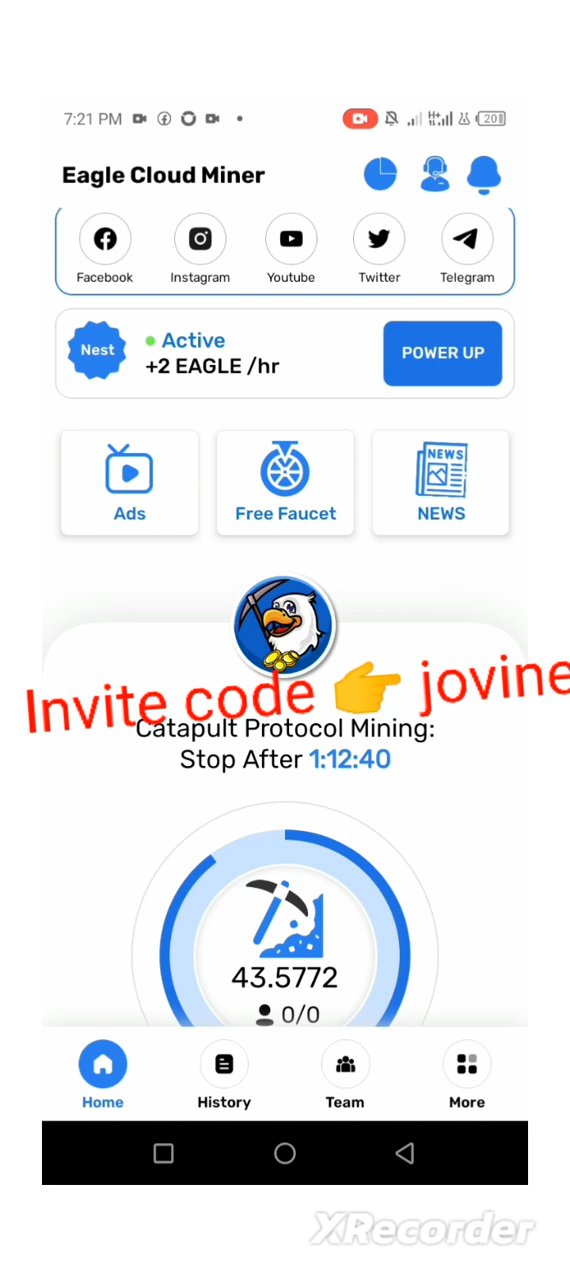 7:21 PM
20
Eagle Cloud Miner
Facebook Instagram Youtube Twitter Telegram
Nest
Active
+2 EAGLE /hr
POWER UP
NEWS
Ads Free Faucet NEWS
Invite code 👉 jovine
Catapult Protocol Mining:
Stop After 1:12:40
43.5772
0/0
Home History Team More
XRecorder